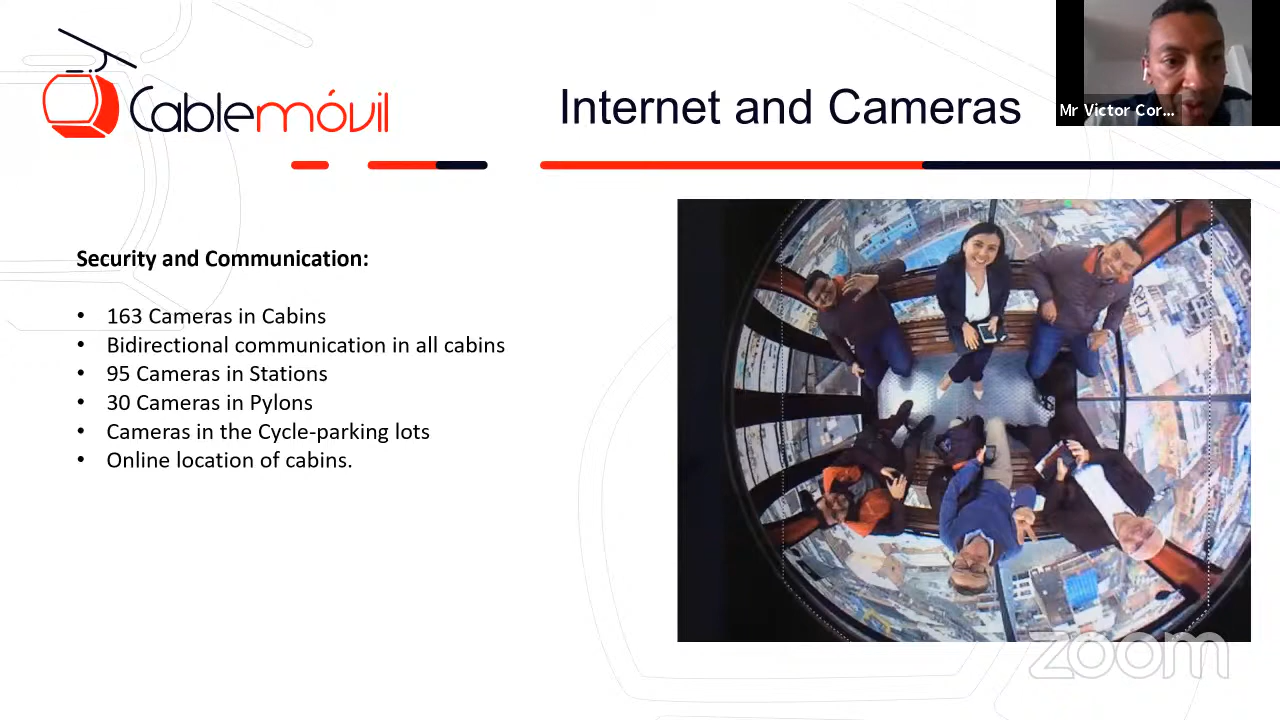 Cablemóvil
Internet and Cameras
Mr Victor Cor...
Security and Communication:
• 163 Cameras in Cabins
• Bidirectional communication in all cabins
• 95 Cameras in Stations
• 30 Cameras in Pylons
• Cameras in the Cycle-parking lots
• Online location of cabins.
zoom